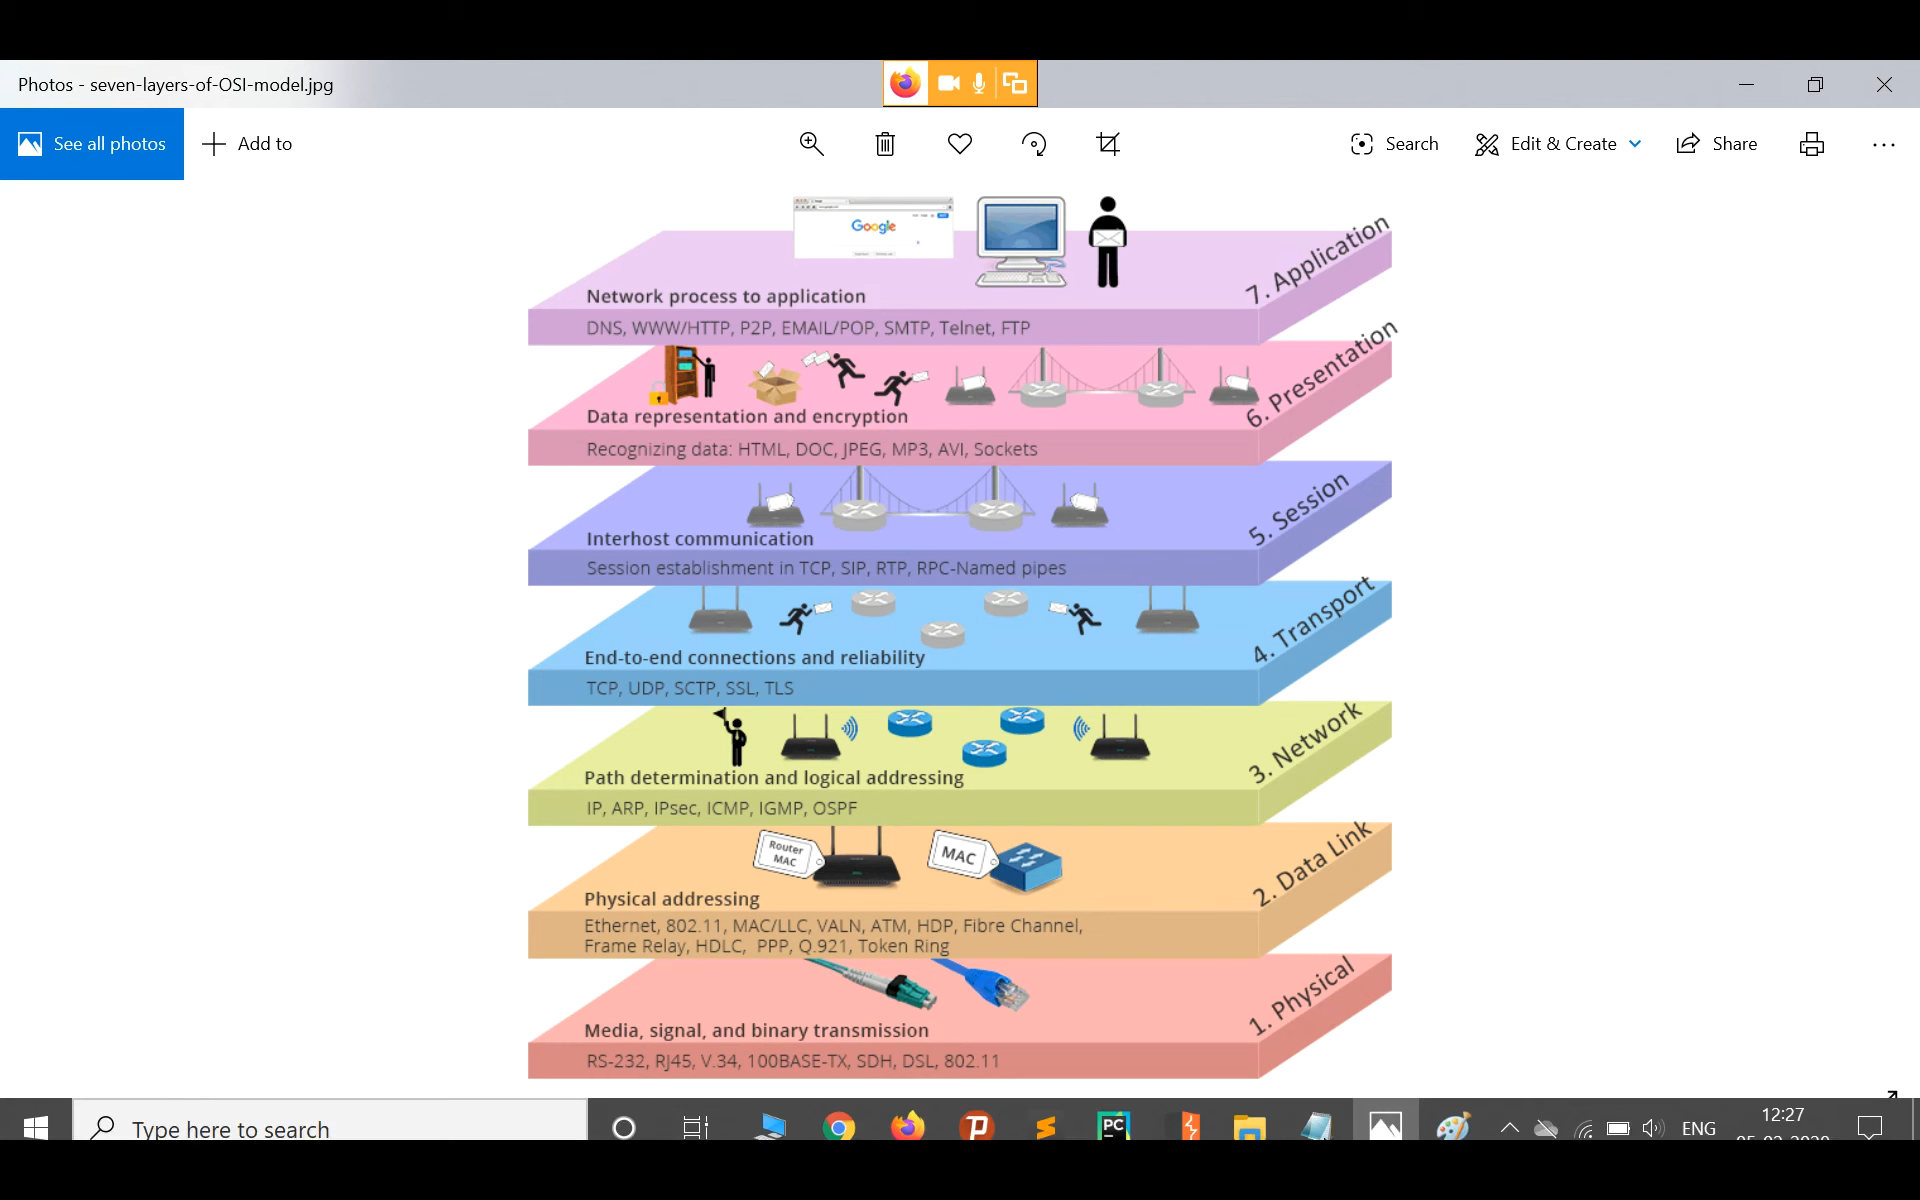 Photos - seven-layers-of-OSI-model.jpg
See all photos
Add to
Search
Edit & Create
Share
Google
7. Application
Network process to application
DNS, WWW/HTTP, P2P, EMAIL/POP, SMTP, Telnet, FTP
6. Presentation
Data representation and encryption
Recognizing data: HTML, DOC, JPEG, MP3, AVI, Sockets
5. Session
Interhost communication
Session establishment in TCP, SIP, RTP, RPC-Named pipes
4. Transport
End-to-end connections and reliability
TCP, UDP, SCTP, SSL, TLS
3. Network
Path determination and logical addressing
IP, ARP, IPsec, ICMP, IGMP, OSPF
Router
MAC
MAC
2. Data Link
Physical addressing
Ethernet, 802.11, MAC/LLC, VALN, ATM, HDP, Fibre Channel,
Frame Relay, HDLC, PPP, Q.921, Token Ring
1. Physical
Media, signal, and binary transmission
RS-232, RJ45, V.34, 100BASE-TX, SDH, DSL, 802.11
Type here to search
PC
ENG
12:27